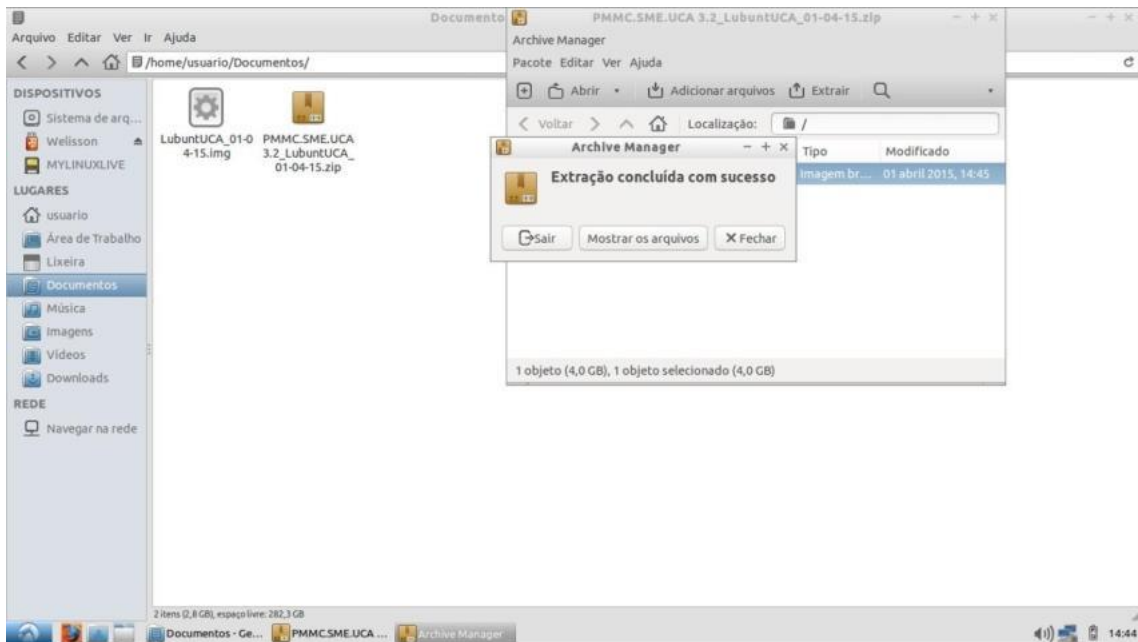 Documento
PMMC.SME.UCA 3.2_LubuntUCA_01-04-15.zip
Arquivo Editar Ver Ir Ajuda
Archive Manager
/home/usuario/Documentos/
Pacote Editar Ver Ajuda
Abrir
Adicionar arquivos
Extrair
Voltar
Localização:
/
DISPOSITIVOS
Sistema de arq...
Welisson
MYLINUXLIVE
LUGARES
usuario
Área de Trabalho
Lixeira
Documentos
Música
Imagens
Vídeos
Downloads
REDE
Navegar na rede
LubuntUCA_01-0
4-15.img
PMMC.SME.UCA
3.2_LubuntUCA_
01-04-15.zip
Archive Manager
Tipo
Modificado
Imagem br...
01 abril 2015, 14:45
Extração concluída com sucesso
Sair
Mostrar os arquivos
Fechar
1 objeto (4,0 GB), 1 objeto selecionado (4,0 GB)
2 itens (2,8 GB), espaço livre: 282,3 GB
Documentos - Ge...
PMMC.SME.UCA ...
Archive Manager
14:44